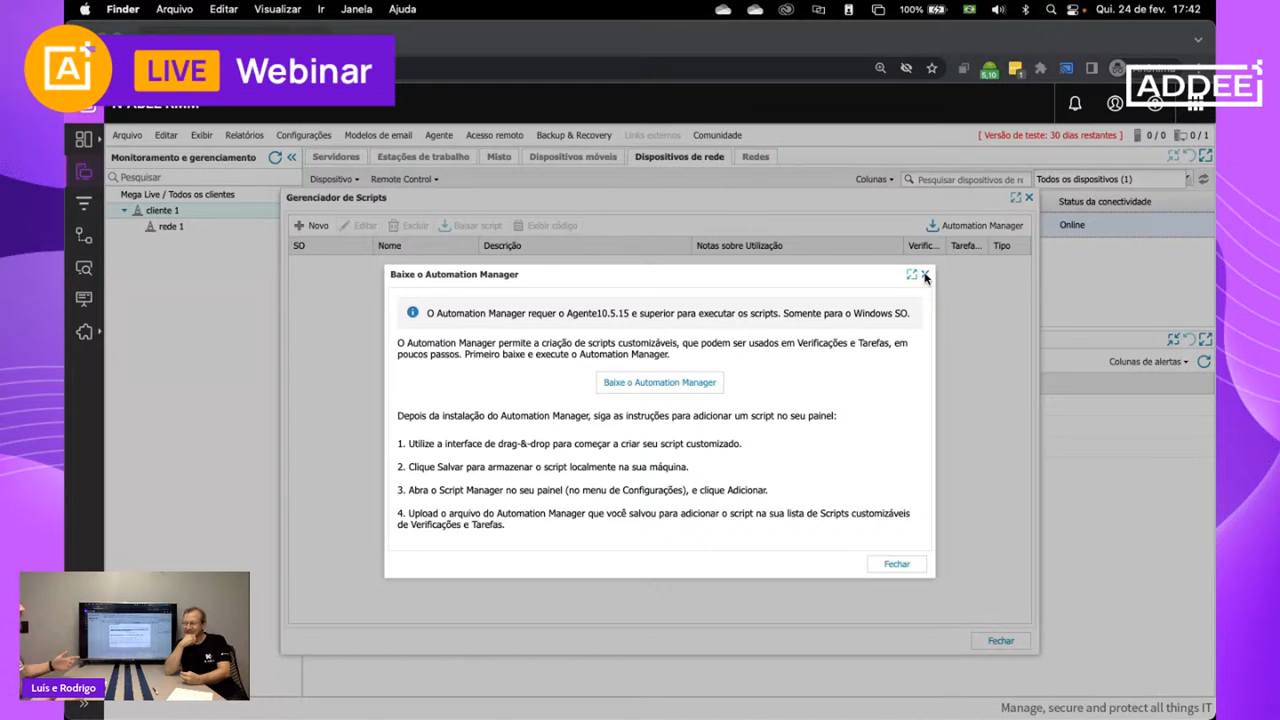 Finder Arquivo Editar Visualizar Ir Janela Ajuda 100% Qui. 24 de fev. 17:42
Ai LIVE Webinar
ADDEE
5,10
1
Arquivo Editar Exibir Relatórios Configurações Modelos de email Agente Acesso remoto Backup & Recovery Links externos Comunidade [ Versão de teste: 30 dias restantes ] 0 / 0 0 / 1
Monitoramento e gerenciamento
Servidores Estações de trabalho Misto Dispositivos móveis Dispositivos de rede Redes
Pesquisar
Dispositivo Remote Control Colunas Pesquisar dispositivos de re Todos os dispositivos (1)
Mega Live / Todos os clientes
cliente 1
rede 1
Status da conectividade
Online
Gerenciador de Scripts
Novo Editar Excluir Baixar script Exibir código Automation Manager
SO Nome Descrição Notas sobre Utilização Verific... Tarefa... Tipo
Baixe o Automation Manager
O Automation Manager requer o Agente10.5.15 e superior para executar os scripts. Somente para o Windows SO.
O Automation Manager permite a criação de scripts customizáveis, que podem ser usados em Verificações e Tarefas, em
poucos passos. Primeiro baixe e execute o Automation Manager.
Baixe o Automation Manager
Depois da instalação do Automation Manager, siga as instruções para adicionar um script no seu painel:
1. Utilize a interface de drag-&-drop para começar a criar seu script customizado.
2. Clique Salvar para armazenar o script localmente na sua máquina.
3. Abra o Script Manager no seu painel (no menu de Configurações), e clique Adicionar.
4. Upload o arquivo do Automation Manager que você salvou para adicionar o script na sua lista de Scripts customizáveis
de Verificações e Tarefas.
Fechar
Colunas de alertas
Fechar
Luís e Rodrigo
Manage, secure and protect all things IT